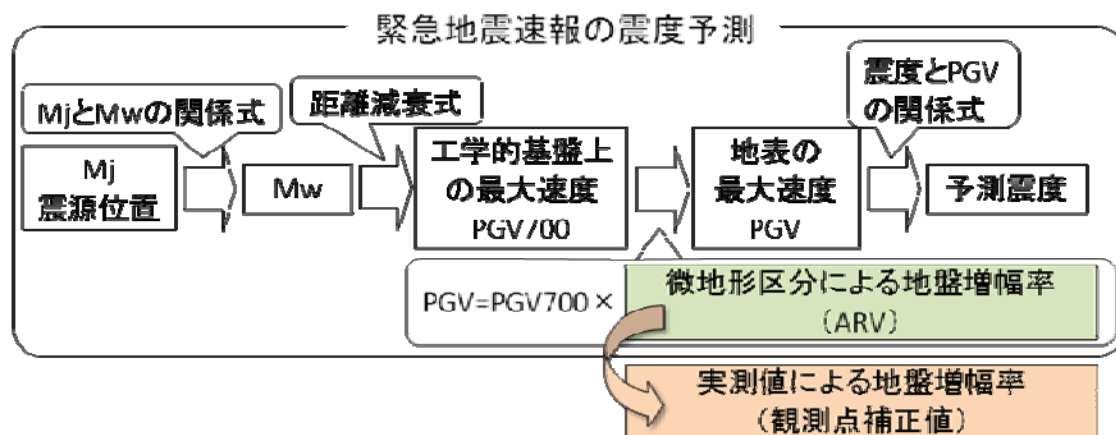 緊急地震速報の震度予測
MjとMwの関係式
距離減衰式
震度とPGV
の関係式
Mj
震源位置
Mw
工学的基盤上
の最大速度
PGV700
地表の
最大速度
PGV
予測震度
PGV=PGV700×
微地形区分による地盤増幅率
（ARV）
実測値による地盤増幅率
（観測点補正値）